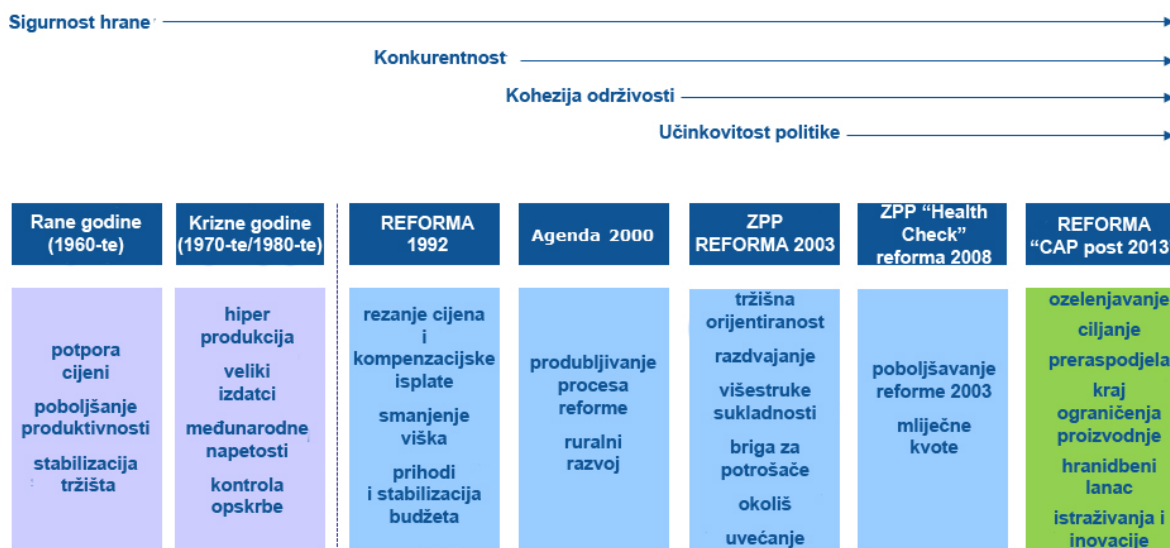 Sigurnost hrane
Konkurentnost
Kohezija održivosti
Učinkovitost politike
Rane godine
(1960-te)
potpora
cijeni
poboljšanje
produktivnosti
stabilizacija
tržišta
Krizne godine
(1970-te/1980-te)
hiper
produkcija
veliki
izdatci
međunarodne
napetosti
kontrola
opskrbe
REFORMA
1992
rezanje cijena
i
kompenzacijske
isplate
smanjenje
viška
prihodi
i stabilizacija
budžeta
Agenda 2000
produbljivanje
procesa
reforme
ruralni
razvoj
ZPP
REFORMA 2003
tržišna
orijentiranost
razdvajanje
višestruke
sukladnosti
briga za
potrošače
okoliš
uvećanje
ZPP “Health
Check”
reforma 2008
poboljšavanje
reforme 2003
mliječne
kvote
REFORMA
“CAP post 2013”
ozelenjavanje
ciljanje
preraspodjela
kraj
ograničenja
proizvodnje
hranidbeni
lanac
istraživanja i
inovacije